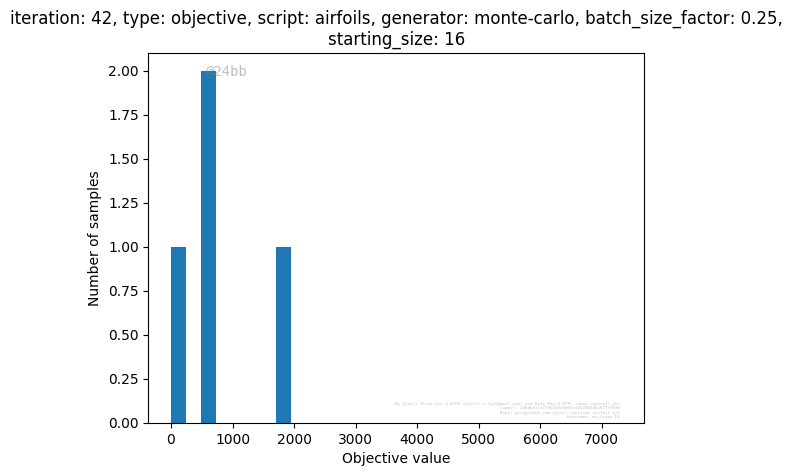 iteration: 42, type: objective, script: airfoils, generator: monte-carlo, batch_size_factor: 0.25,
starting_size: 16
2.00
@24bb
1.75
1.50
1.25
1.00
0.75
0.50
0.25
0.00
Number of samples
0 1000 2000 3000 4000 5000 6000 7000
Objective value